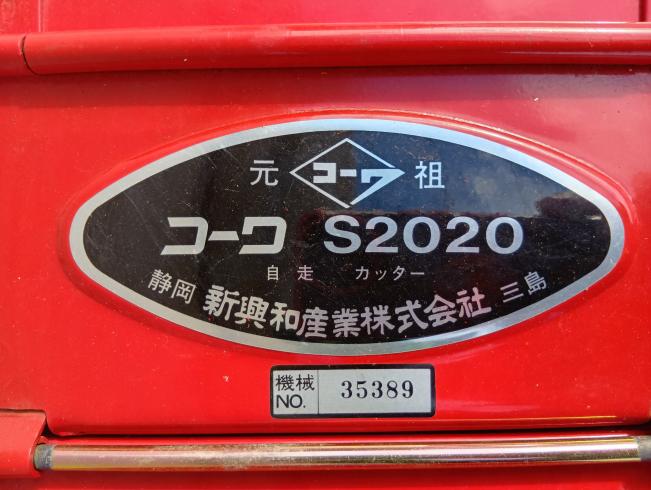 元 コーワ 祖
コーワ S2020
自走 カッター
静岡 新興和産業株式会社 三島
機械
NO. 35389